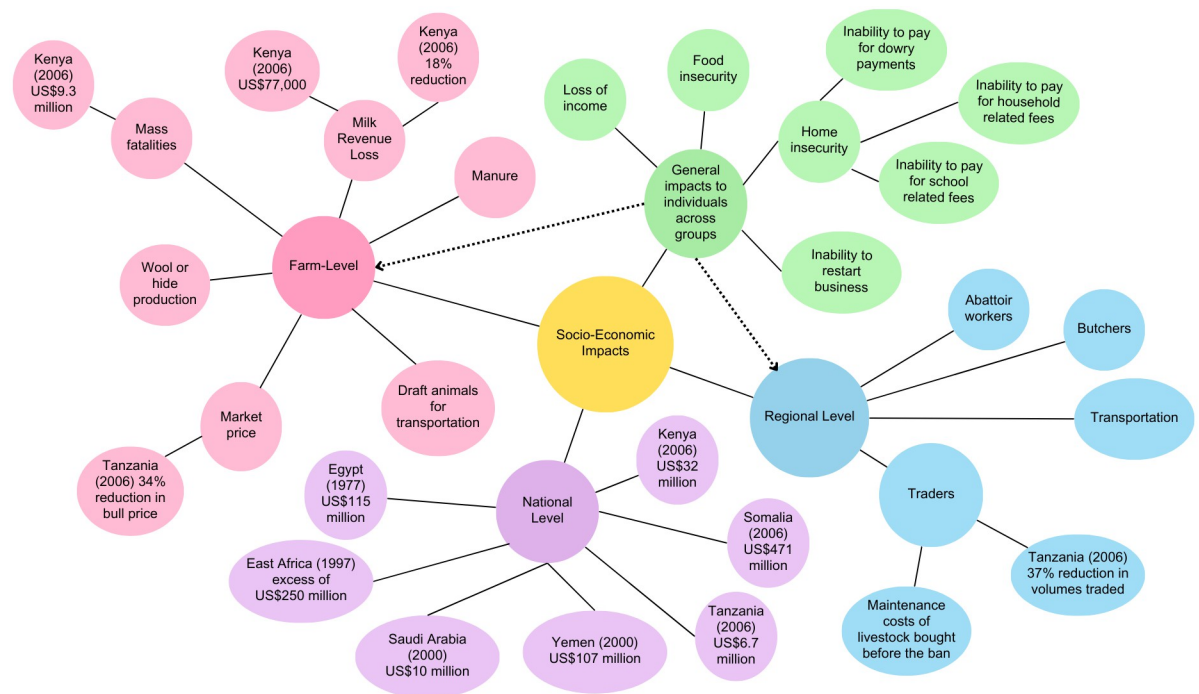 Kenya
(2006)
US$9.3
million
Mass
fatalities
Kenya
(2006)
US$77,000
Kenya
(2006)
18%
reduction
Milk
Revenue
Loss
Manure
Farm-Level
Wool or
hide
production
Market
price
Tanzania
(2006) 34%
reduction in
bull price
Draft animals
for
transportation
Loss of
income
Food
insecurity
Inability to pay
for dowry
payments
Home
insecurity
Inability to pay
for household
related fees
Inability to pay
for school
related fees
General
impacts to
individuals
across
groups
Inability to
restart
business
Socio-Economic
Impacts
Regional Level
Abattoir
workers
Butchers
Transportation
Traders
Tanzania (2006)
37% reduction in
volumes traded
Maintenance
costs of
livestock bought
before the ban
National
Level
Kenya
(2006)
US$32
million
Somalia
(2006)
US$471
million
Tanzania
(2006)
US$6.7
million
Yemen (2000)
US$107 million
Saudi Arabia
(2000)
US$10 million
East Africa (1997)
excess of
US$250 million
Egypt
(1977)
US$115
million